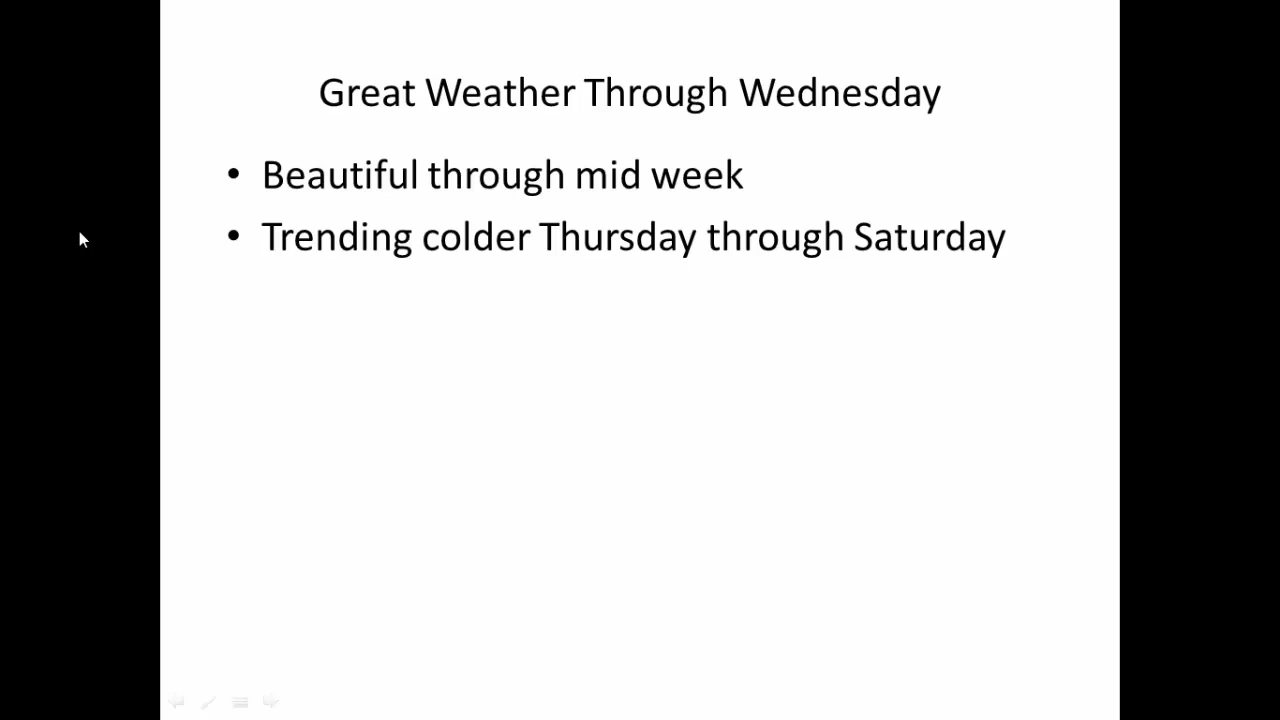 Great Weather Through Wednesday
• Beautiful through mid week
• Trending colder Thursday through Saturday